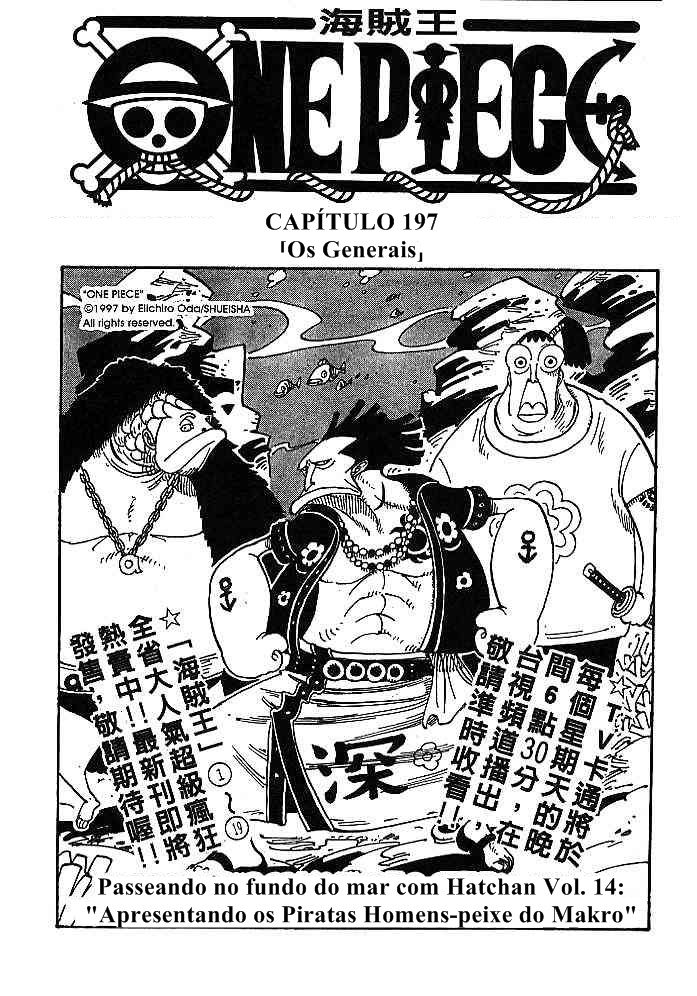 海賊王
ONE PIECE
CAPÍTULO 197
「Os Generais」
"ONE PIECE"
©1997 by Eiichiro Oda/SHUEISHA
All rights reserved.
☆TV卡通將於
每個星期天的晚
間6點30分，在
台視頻道播出，
敬請準時收看!!
☆「海賊王」①～⑲
全省大人氣超級瘋狂
熱賣中!!最新刊即將
發售，敬請期待喔!!
深
Passeando no fundo do mar com Hatchan Vol. 14:
"Apresentando os Piratas Homens-peixe do Makro"